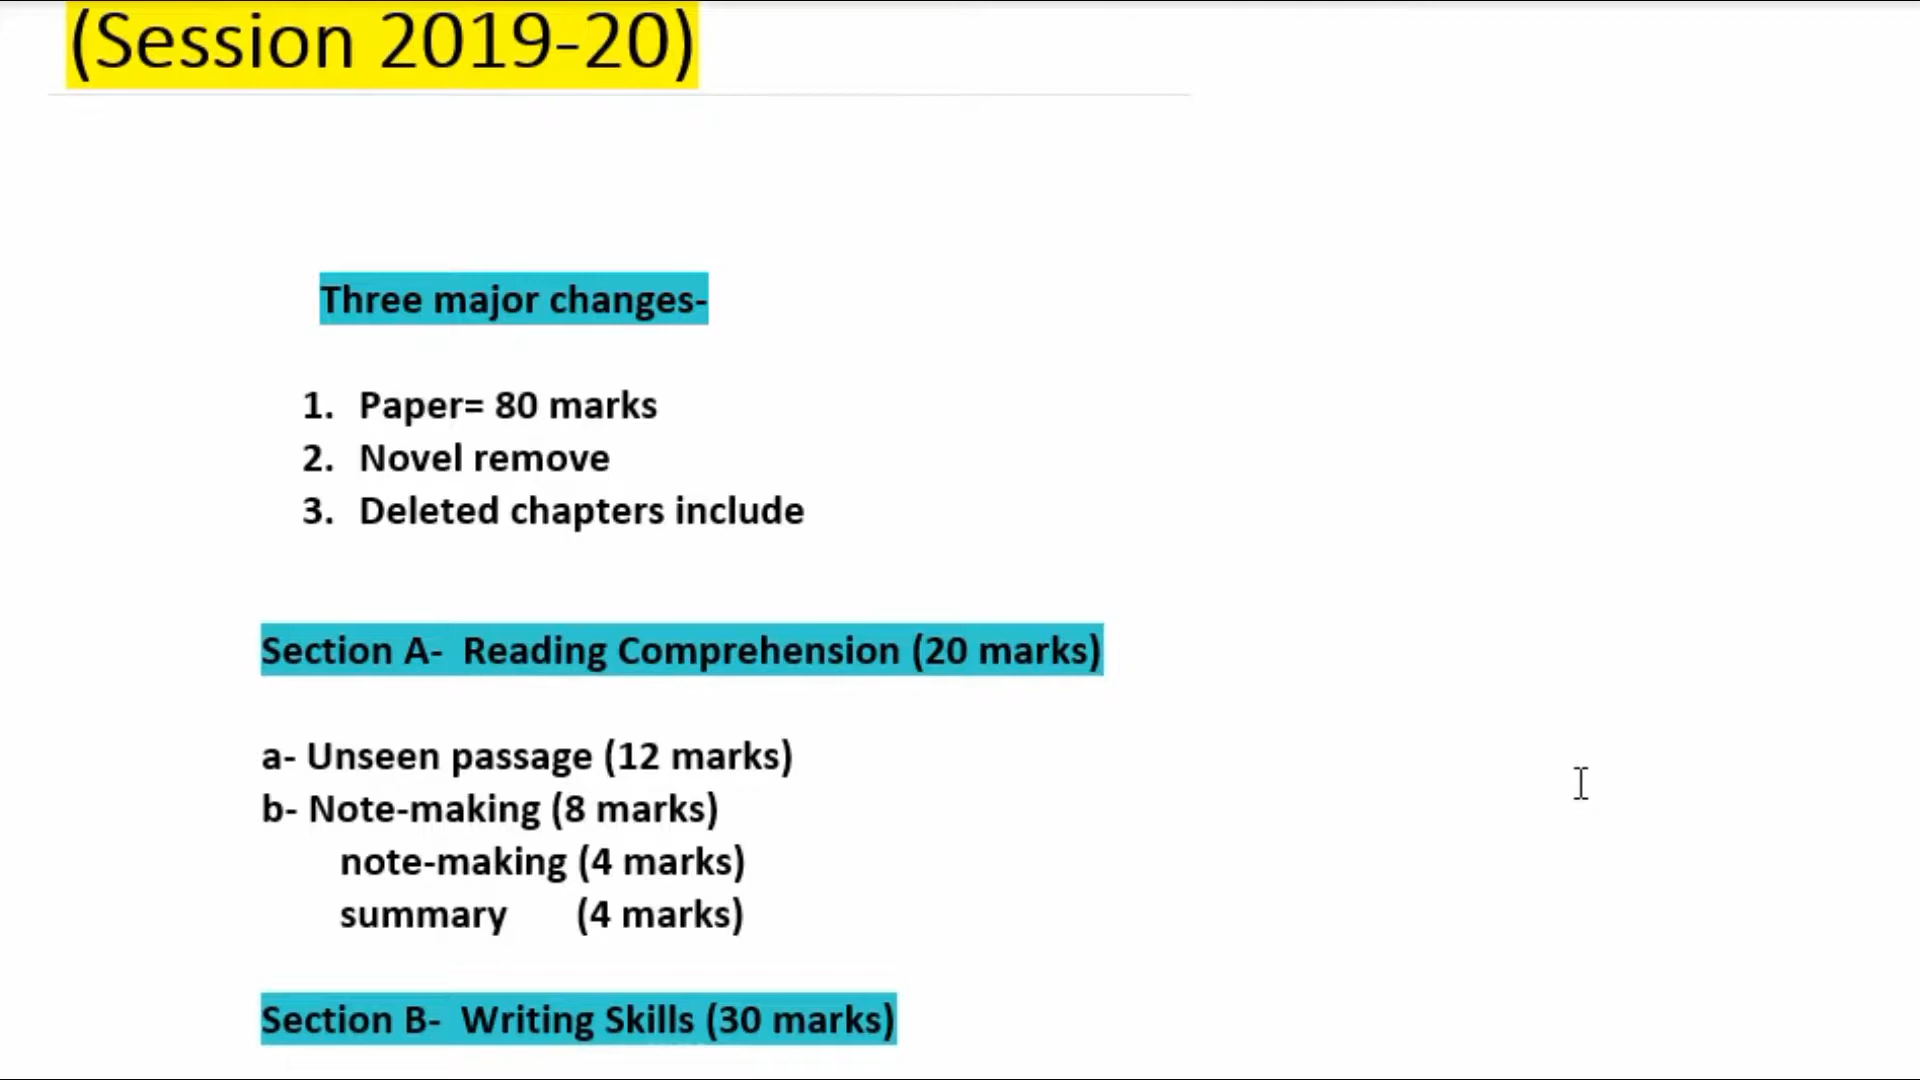 (Session 2019-20)
Three major changes-
1. Paper= 80 marks
2. Novel remove
3. Deleted chapters include
Section A- Reading Comprehension (20 marks)
a- Unseen passage (12 marks)
b- Note-making (8 marks)
note-making (4 marks)
summary (4 marks)
Section B- Writing Skills (30 marks)